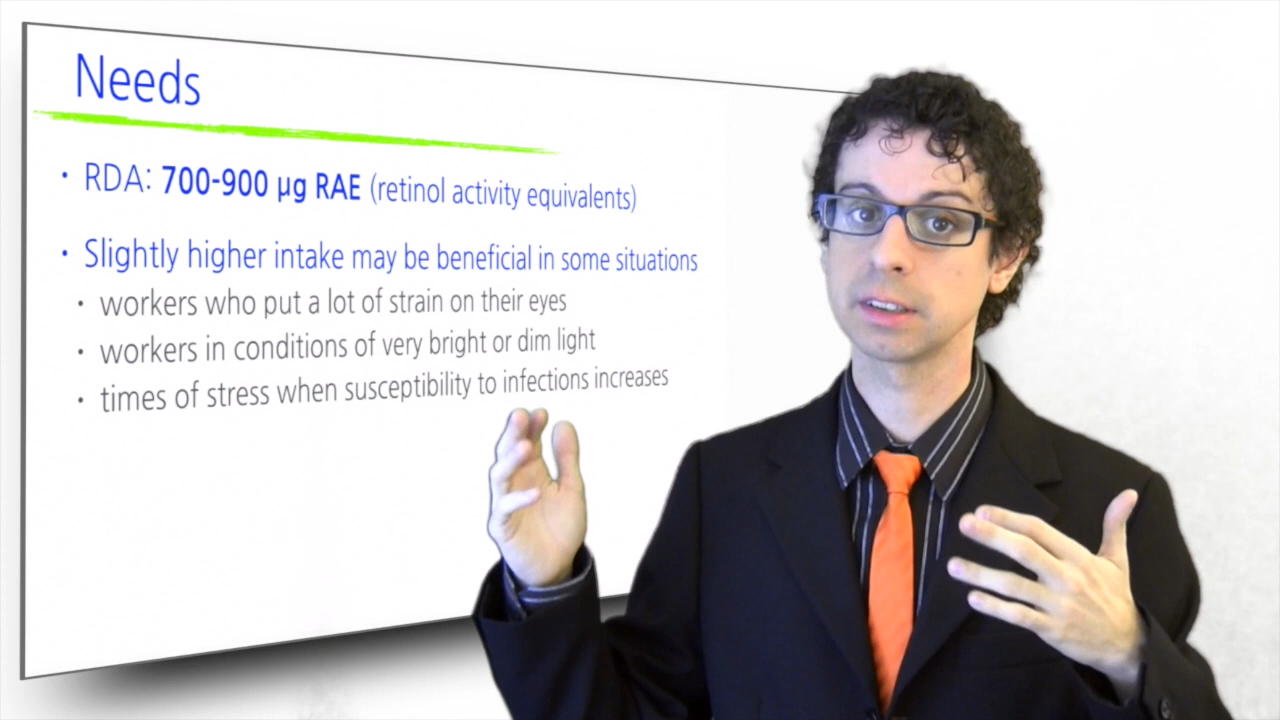 Needs
• RDA: 700-900 µg RAE (retinol activity equivalents)
• Slightly higher intake may be beneficial in some situations
• workers who put a lot of strain on their eyes
• workers in conditions of very bright or dim light
• times of stress when susceptibility to infections increases